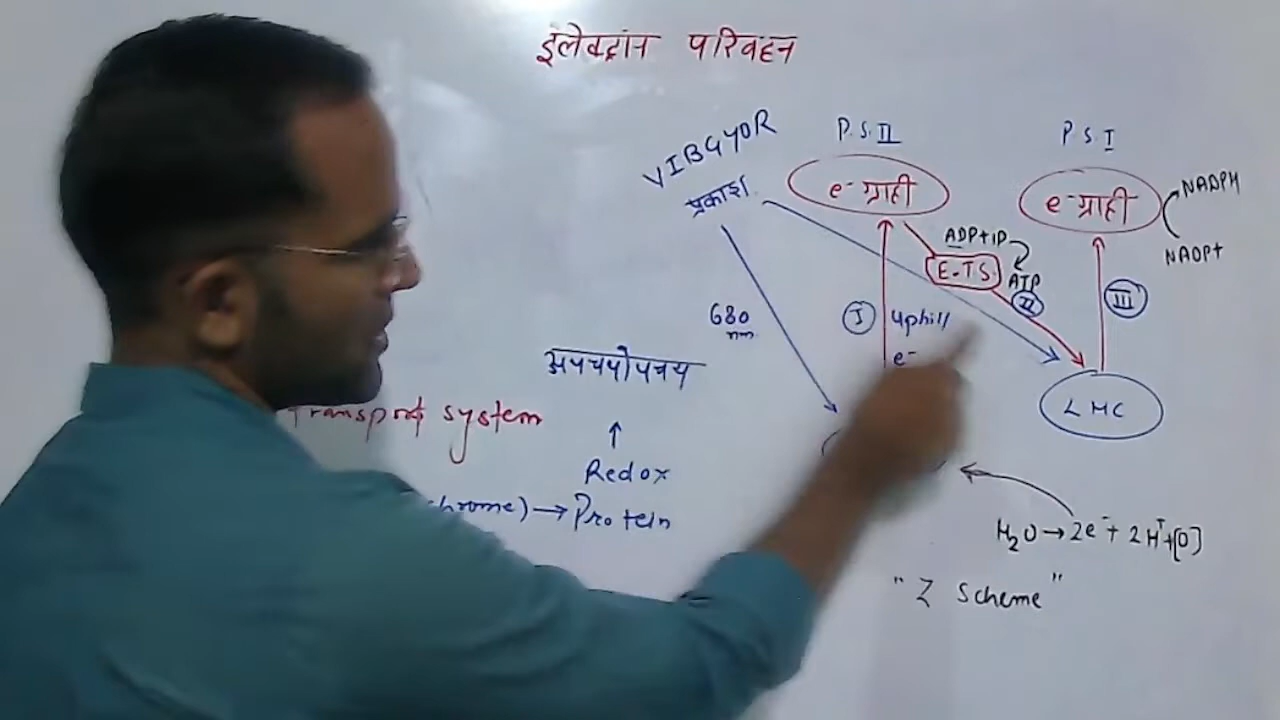 इलेक्ट्रॉन परिवहन
VIBGYOR
प्रकाश
P.S.II
P S I
e⁻ ग्राही
e⁻ ग्राही
NADPH
NADP+
ADP+iP
E.T.S.
ATP
II
III
680
nm
I
uphill
e⁻
अपचयोपचय
LHC
Transport system
↑
Redox
chrome) → Protein
H₂O → 2e⁻ + 2H⁺ + [O]
" Z Scheme "